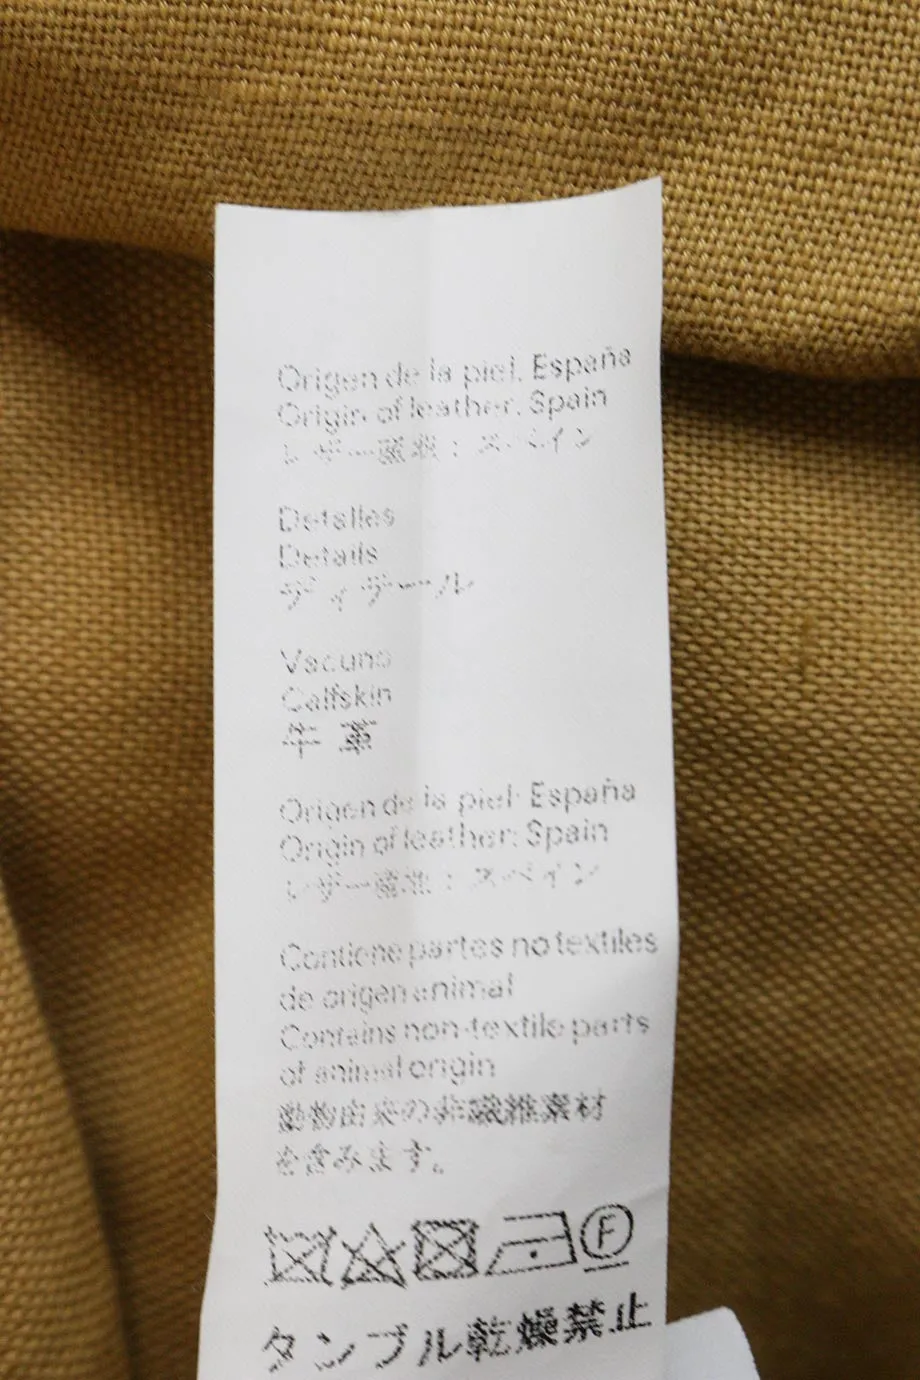 Origen de la piel: España
Origin of leather: Spain
レザー原産：スペイン
Detalles
Details
ディテール
Vacuno
Calfskin
牛革
Origen de la piel: España
Origin of leather: Spain
レザー原産：スペイン
Contiene partes no textiles
de origen animal
Contains non-textile parts
of animal origin
動物由来の非繊維素材
を含みます。
F
タンブル乾燥禁止